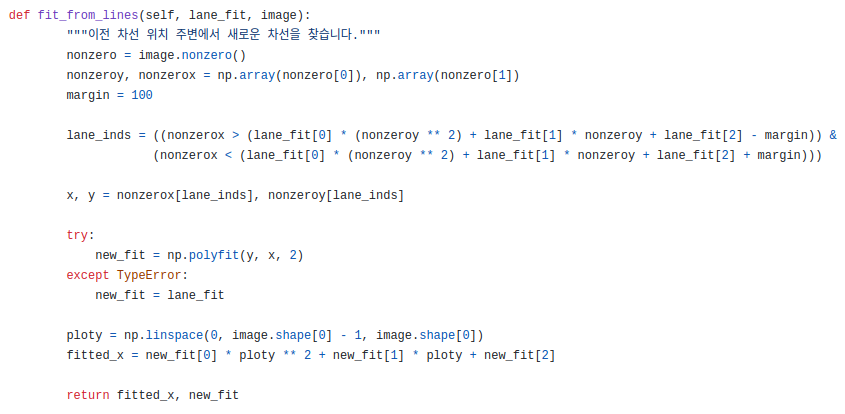 def fit_from_lines(self, lane_fit, image):
        """이전 차선 위치 주변에서 새로운 차선을 찾습니다."""
        nonzero = image.nonzero()
        nonzeroy, nonzerox = np.array(nonzero[0]), np.array(nonzero[1])
        margin = 100

        lane_inds = ((nonzerox > (lane_fit[0] * (nonzeroy ** 2) + lane_fit[1] * nonzeroy + lane_fit[2] - margin)) &
                    (nonzerox < (lane_fit[0] * (nonzeroy ** 2) + lane_fit[1] * nonzeroy + lane_fit[2] + margin)))

        x, y = nonzerox[lane_inds], nonzeroy[lane_inds]

        try:
            new_fit = np.polyfit(y, x, 2)
        except TypeError:
            new_fit = lane_fit

        ploty = np.linspace(0, image.shape[0] - 1, image.shape[0])
        fitted_x = new_fit[0] * ploty ** 2 + new_fit[1] * ploty + new_fit[2]

        return fitted_x, new_fit